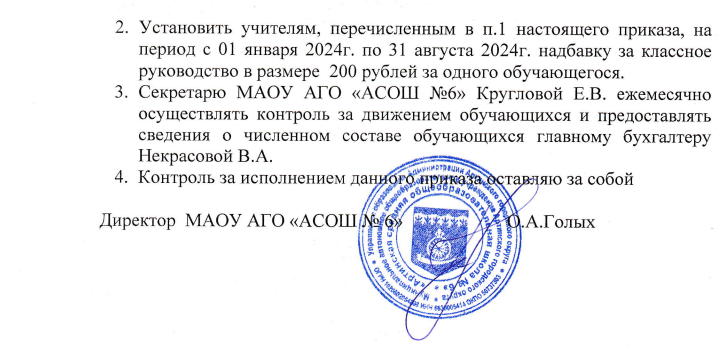 2. Установить учителям, перечисленным в п.1 настоящего приказа, на
период с 01 января 2024г. по 31 августа 2024г. надбавку за классное
руководство в размере 200 рублей за одного обучающегося.
3. Секретарю МАОУ АГО «АСОШ №6» Кругловой Е.В. ежемесячно
осуществлять контроль за движением обучающихся и предоставлять
сведения о численном составе обучающихся главному бухгалтеру
Некрасовой В.А.
4. Контроль за исполнением данного приказа оставляю за собой
Директор МАОУ АГО «АСОШ № 6» О.А.Голых